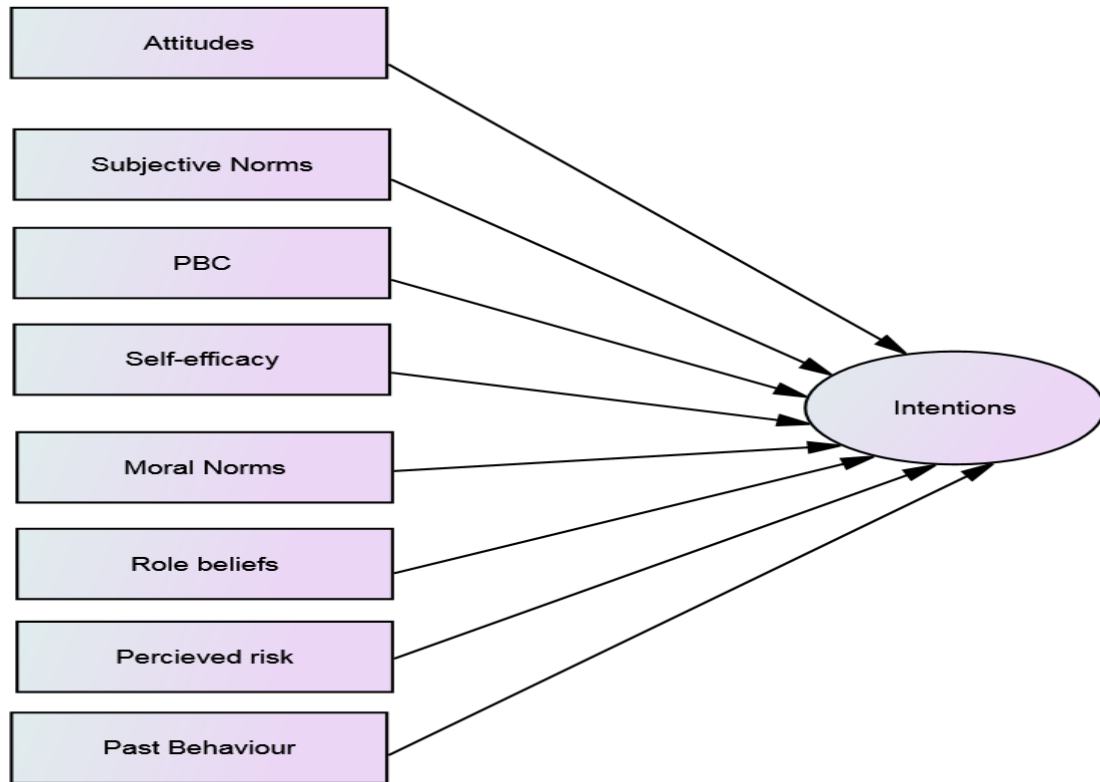 Attitudes
Subjective Norms
PBC
Self-efficacy
Intentions
Moral Norms
Role beliefs
Percieved risk
Past Behaviour